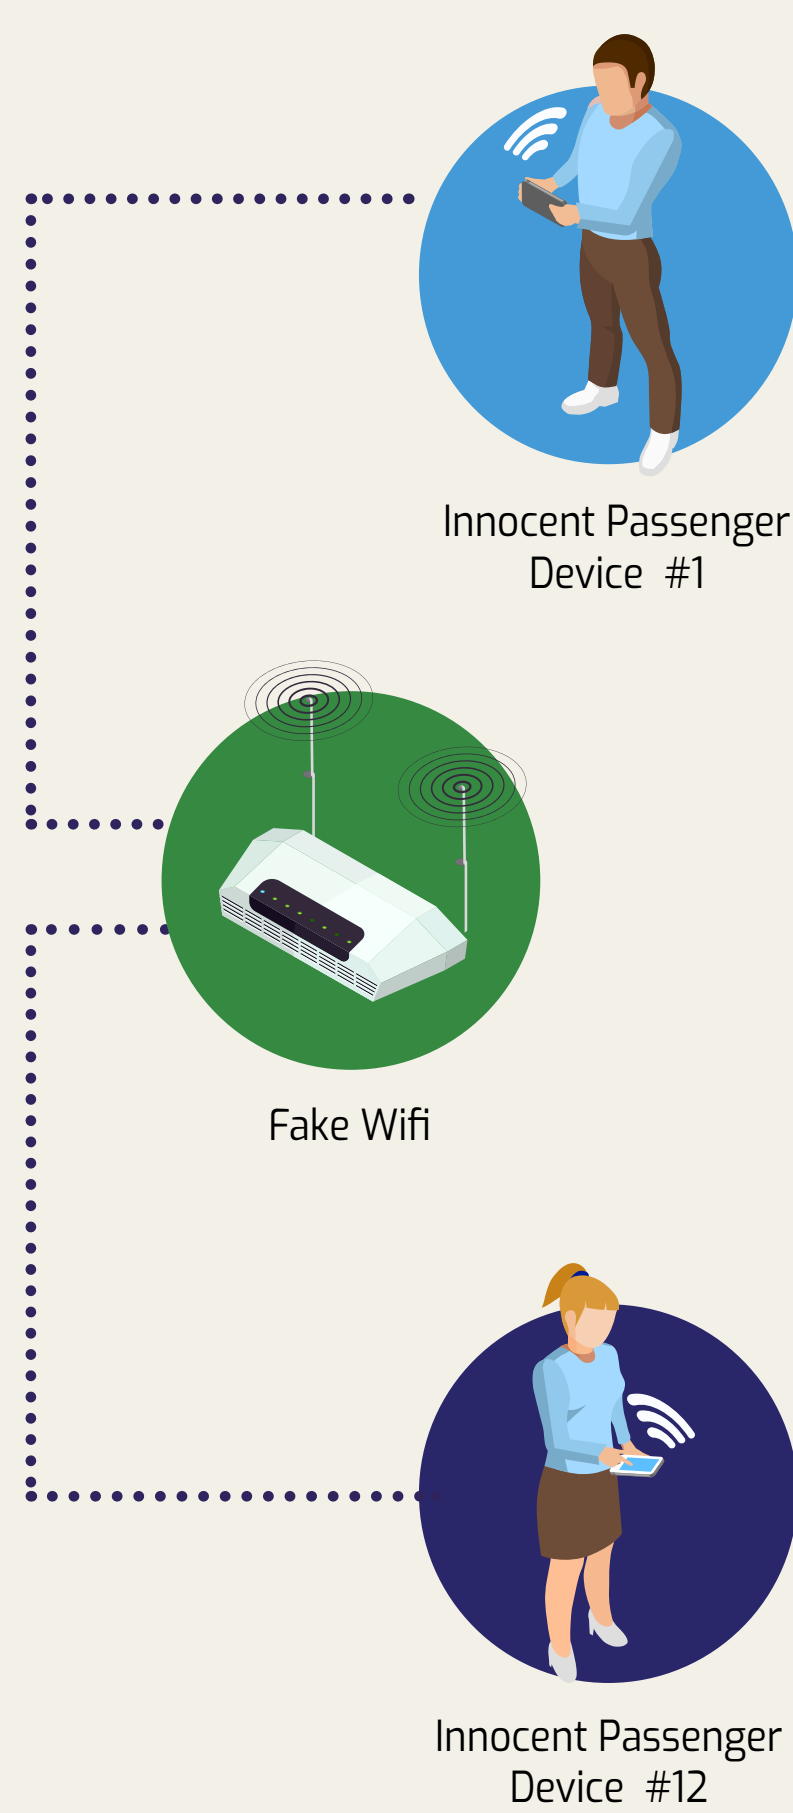 Innocent Passenger
Device #1
Fake Wifi
Innocent Passenger
Device #12